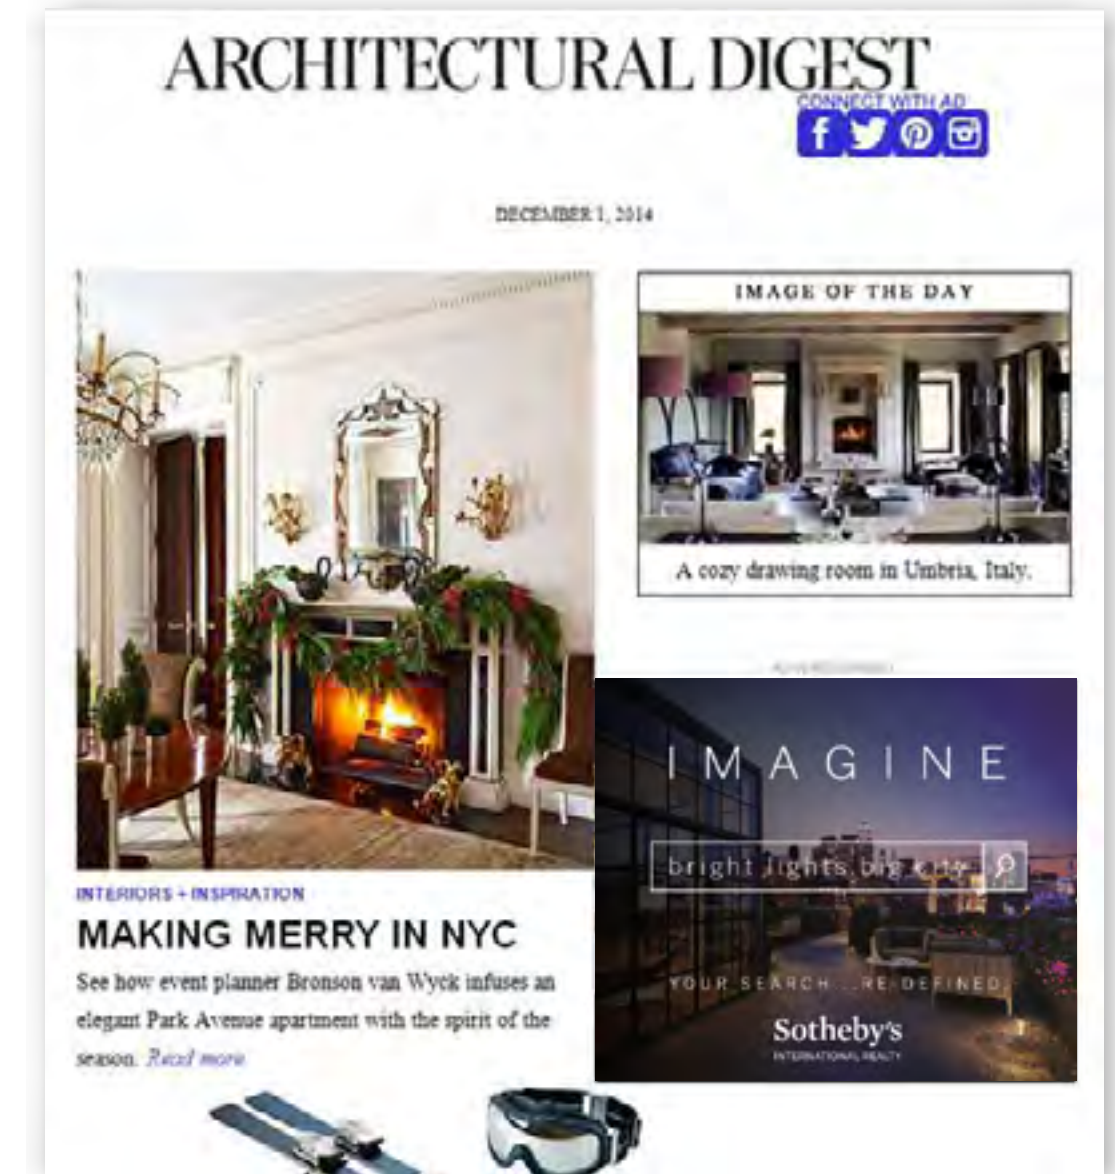 ARCHITECTURAL DIGEST
CONNECT WITH AD
DECEMBER 1, 2014
IMAGE OF THE DAY
A cozy drawing room in Umbria, Italy.
ADVERTISEMENT
IMAGINE
bright lights big city
YOUR SEARCH...RE-DEFINED.
Sotheby's
INTERNATIONAL REALTY
INTERIORS + INSPIRATION
MAKING MERRY IN NYC
See how event planner Bronson van Wyck infuses an
elegant Park Avenue apartment with the spirit of the
season. Read more